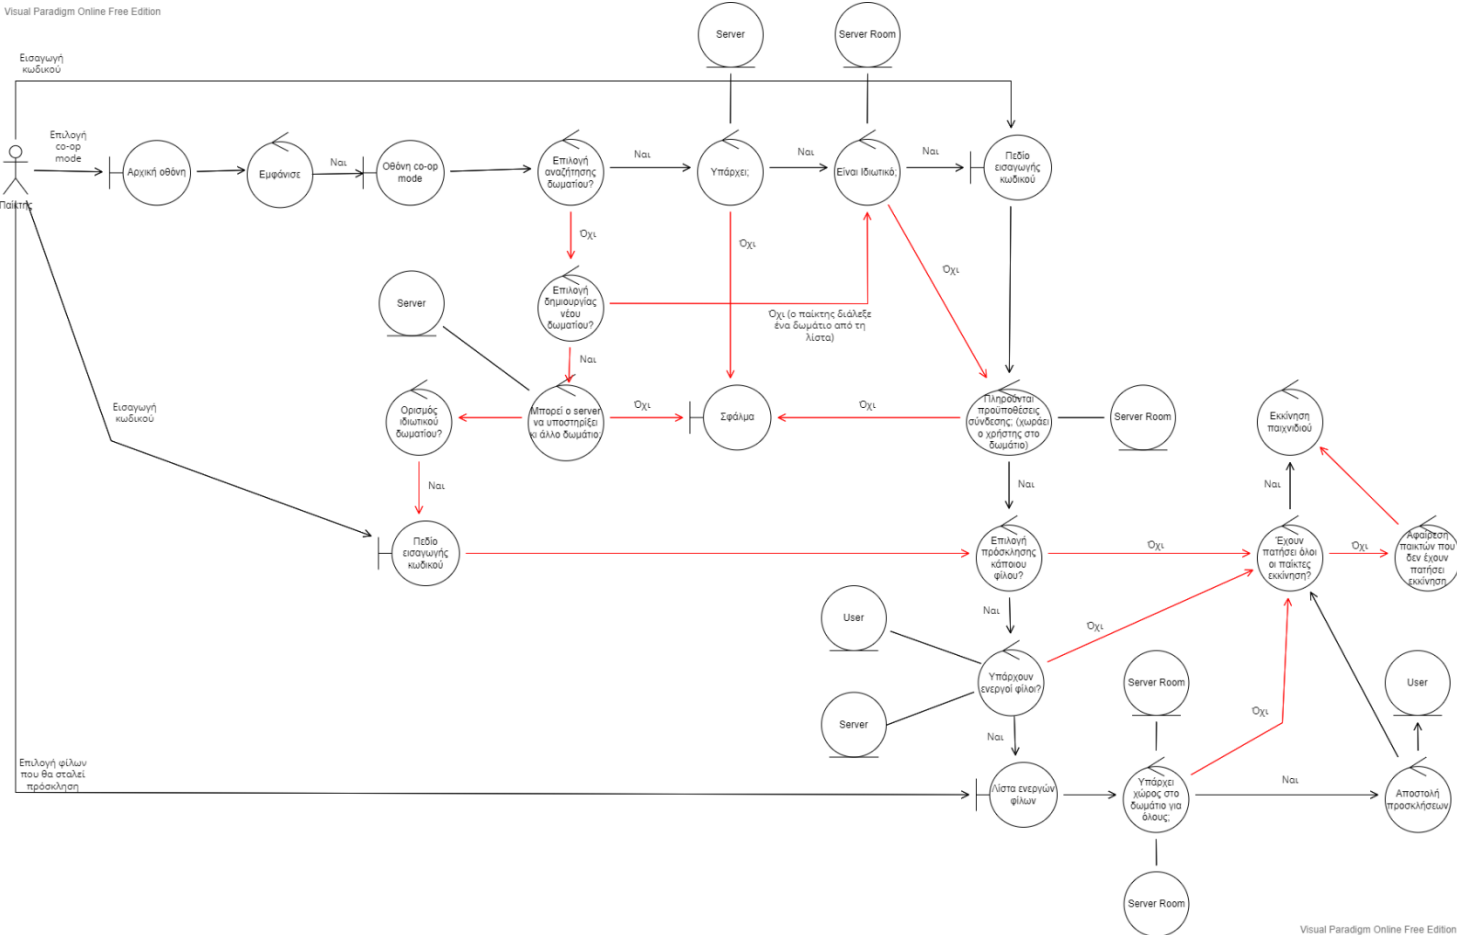 Visual Paradigm Online Free Edition
Server
Server Room
Εισαγωγή
κωδικού
Επιλογή
co-op
mode
Παίκτης
Αρχική οθόνη
Εμφάνισε
Ναι
Οθόνη co-op
mode
Επιλογή
αναζήτησης
δωματίου?
Ναι
Υπάρχει;
Ναι
Είναι Ιδιωτικό;
Ναι
Πεδίο
εισαγωγής
κωδικού
Όχι
Όχι
Όχι
Server
Επιλογή
δημιουργίας
νέου
δωματίου?
Όχι (ο παίκτης διάλεξε
ένα δωμάτιο από τη
λίστα)
Ναι
Εισαγωγή
κωδικού
Ορισμός
ιδιωτικού
δωματίου?
Μπορεί ο server
να υποστηρίξει
κι άλλο δωμάτιο;
Όχι
Σφάλμα
Όχι
Πληρούνται
προϋποθέσεις
σύνδεσης; (χωράει
ο χρήστης στο
δωμάτιο)
Server Room
Εκκίνηση
παιχνιδιού
Ναι
Ναι
Ναι
Πεδίο
εισαγωγής
κωδικού
Επιλογή
πρόσκλησης
κάποιου
φίλου?
Όχι
Έχουν
πατήσει όλοι
οι παίκτες
εκκίνηση?
Όχι
Αφαίρεση
παικτών που
δεν έχουν
πατήσει
εκκίνηση
User
Ναι
Όχι
Υπάρχουν
ενεργοί φίλοι?
Server Room
User
Server
Ναι
Όχι
Επιλογή φίλων
που θα σταλεί
πρόσκληση
Λίστα ενεργών
φίλων
Υπάρχει
χώρος στο
δωμάτιο για
όλους;
Ναι
Αποστολή
προσκλήσεων
Server Room
Visual Paradigm Online Free Edition